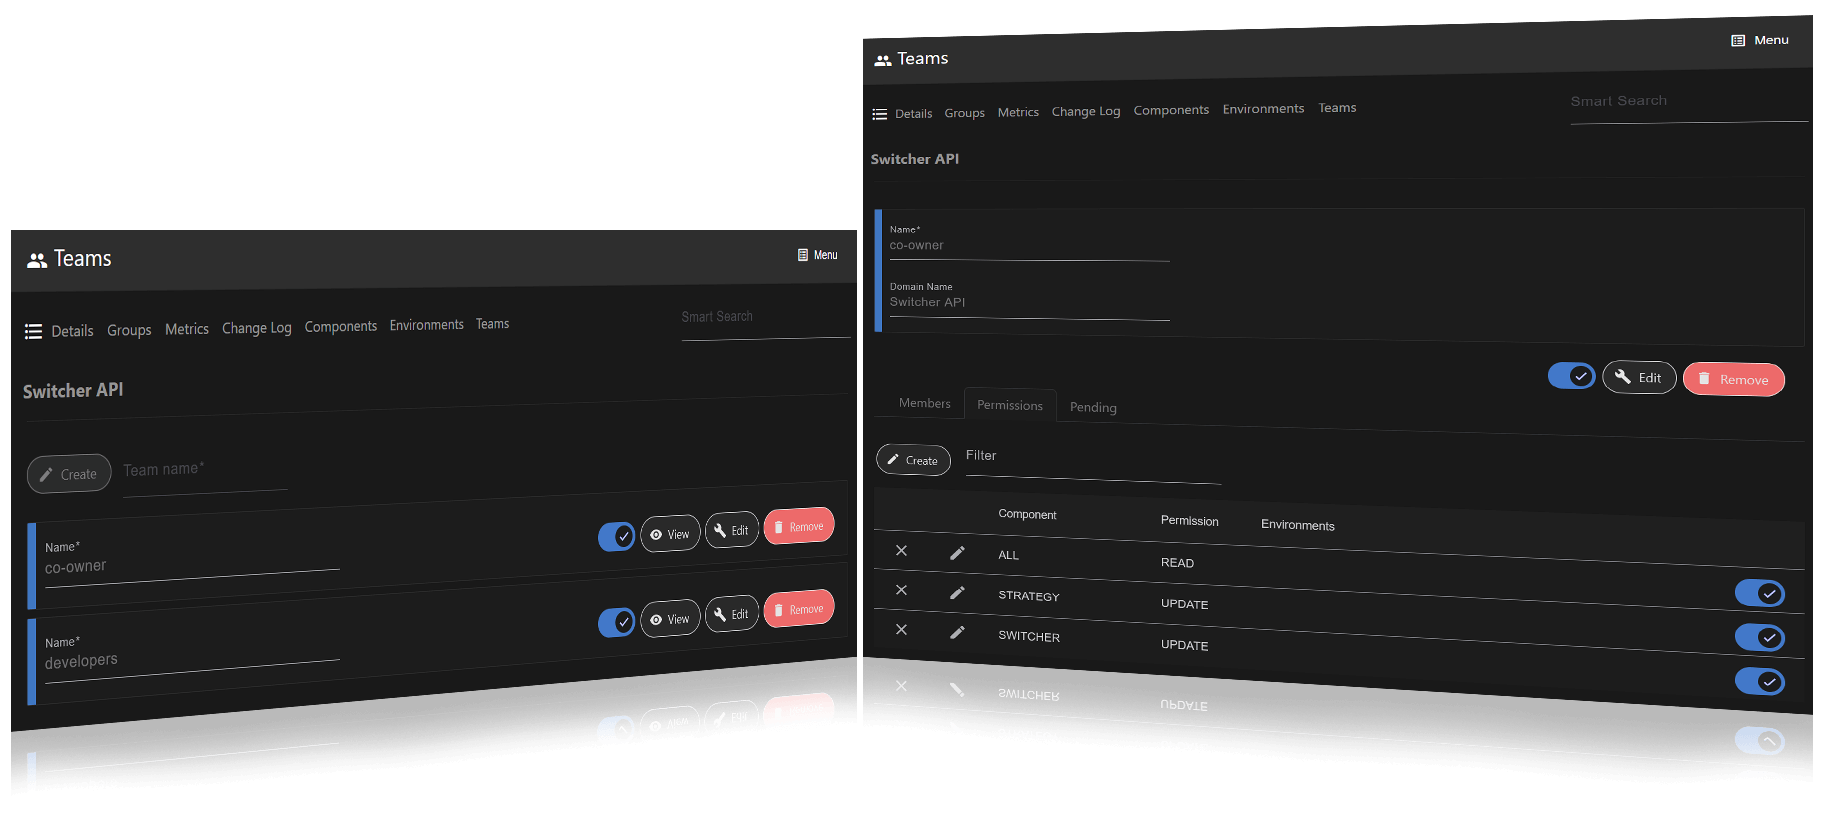 Teams
Menu
Details Groups Metrics Change Log Components Environments Teams
Smart Search
Switcher API
Create
Team name*
Name*
co-owner
View
Edit
Remove
Name*
developers
View
Edit
Remove
Teams
Menu
Details Groups Metrics Change Log Components Environments Teams
Smart Search
Switcher API
Name*
co-owner
Domain Name
Switcher API
Edit
Remove
Members Permissions Pending
Create
Filter
Component Permission Environments
ALL READ
STRATEGY UPDATE
SWITCHER UPDATE